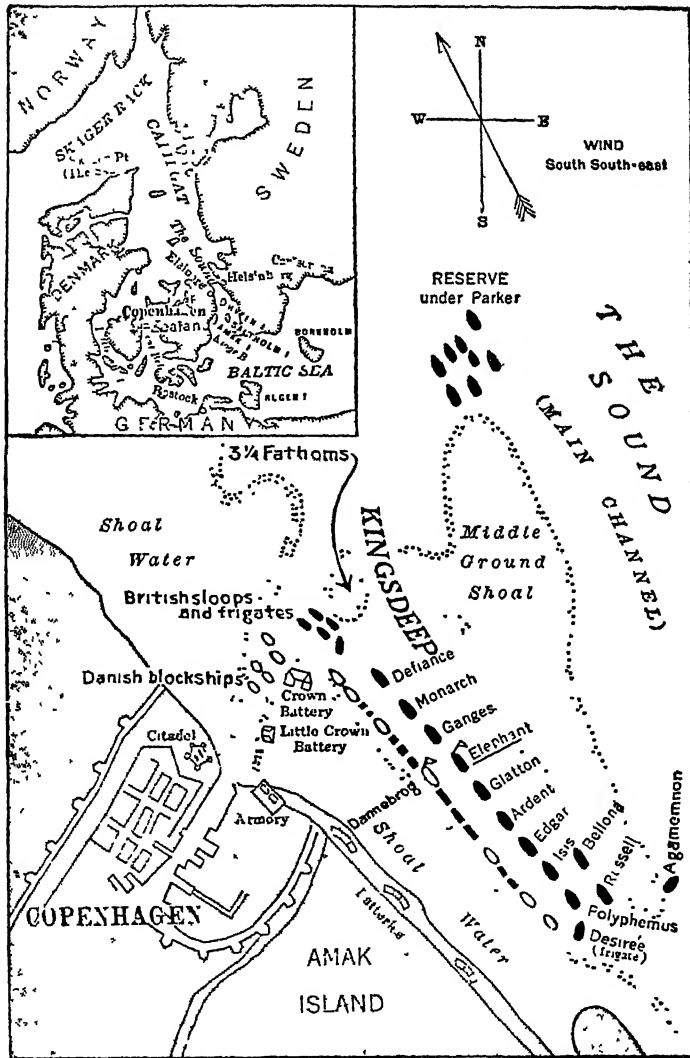 NORWAY
SKAGER RACK
CATTEGAT
SWEDEN
Pt
DENMARK
The Sound
Elsinore
Copenhagen
BORNHOLM
BALTIC SEA
Rostock
GERMANY
N
W
E
S
WIND
South South-east
RESERVE
under Parker
THE
SOUND
(MAIN CHANNEL)
3¼ Fathoms
Shoal
Water
KINGSDEEP
Middle
Ground
Shoal
British sloops
and frigates
Danish blockships
Crown
Battery
Little Crown
Battery
Citadel
Armory
Defiance
Monarch
Ganges
Elephant
Glatton
Ardent
Edgar
Isis
Bellona
Russell
Agamemnon
Polyphemus
Desirée
(frigate)
Dannebrog
Shoal
Water
COPENHAGEN
AMAK
ISLAND